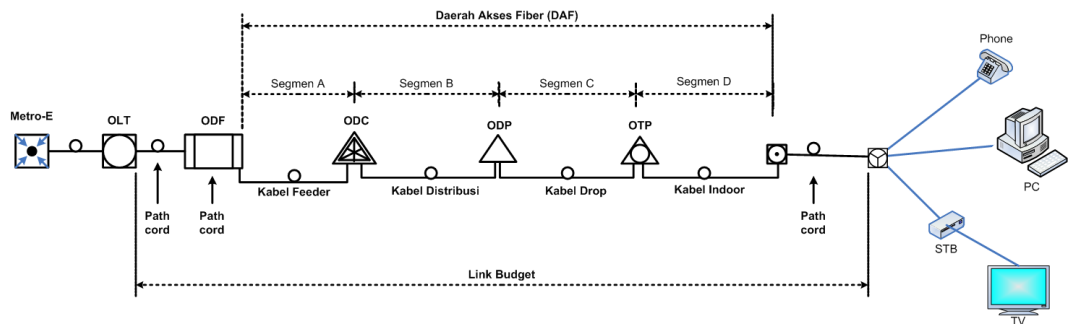 Daerah Akses Fiber (DAF)
Phone
Segmen A
Segmen B
Segmen C
Segmen D
Metro-E
OLT
ODF
ODC
ODP
OTP
PC
Kabel Feeder
Kabel Distribusi
Kabel Drop
Kabel Indoor
Path
cord
Path
cord
Path
cord
STB
Link Budget
TV